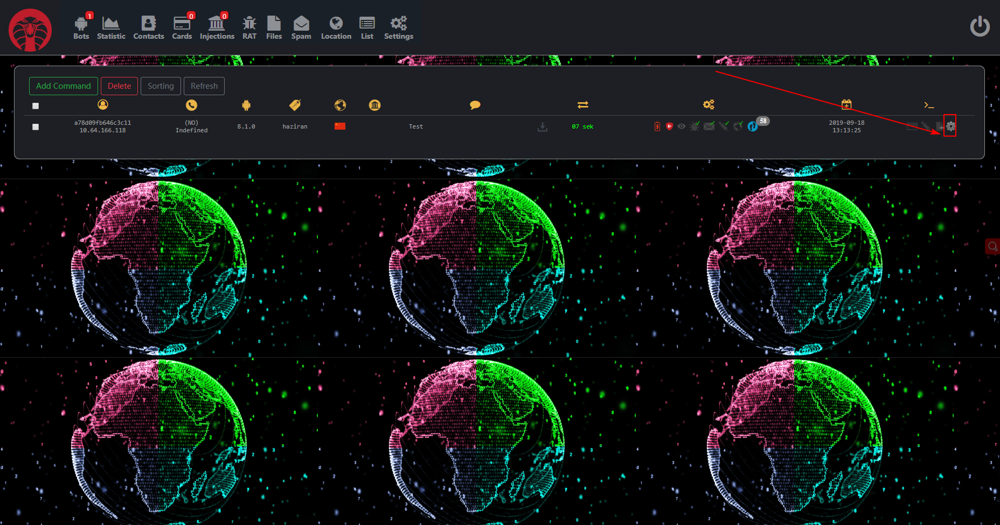 1 0 0
Bots Statistic Contacts Cards Injections RAT Files Spam Location List Settings
Add Command Delete Sorting Refresh
a78d09fb646c3c11
10.64.166.118
(NO)
Indefined
8.1.0
haziran
Test
07 sek
58
2019-09-18
13:13:25